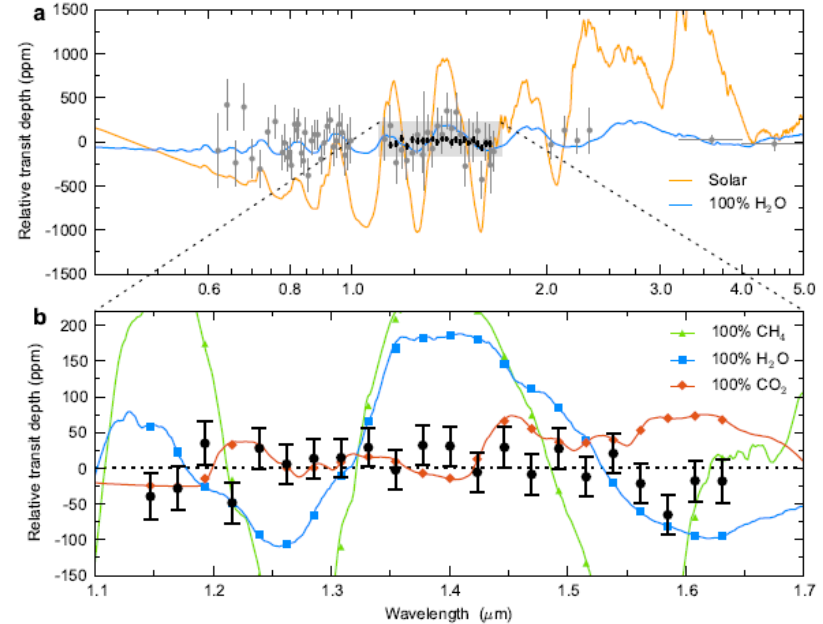 a
1500
1000
500
0
-500
-1000
-1500
Relative transit depth (ppm)
Solar
100% H₂O
0.6 0.8 1.0 2.0 3.0 4.0 5.0
b
200
150
100
50
0
-50
-100
-150
Relative transit depth (ppm)
100% CH₄
100% H₂O
100% CO₂
1.1 1.2 1.3 1.4 1.5 1.6 1.7
Wavelength (μm)